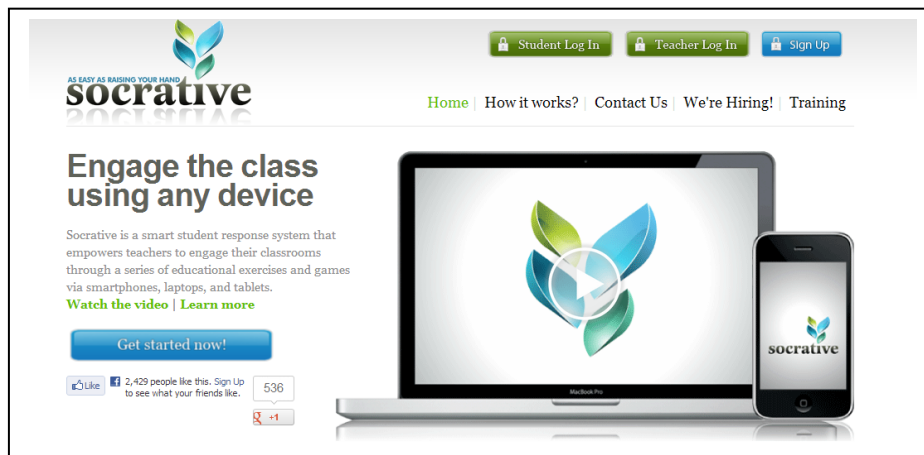 Student Log In
Teacher Log In
Sign Up
AS EASY AS RAISING YOUR HAND
socrative
Home | How it works? | Contact Us | We're Hiring! | Training
Engage the class
using any device
Socrative is a smart student response system that
empowers teachers to engage their classrooms
through a series of educational exercises and games
via smartphones, laptops, and tablets.
Watch the video | Learn more
Get started now!
Like
2,429 people like this. Sign Up
to see what your friends like.
536
g +1
MacBook Pro
socrative